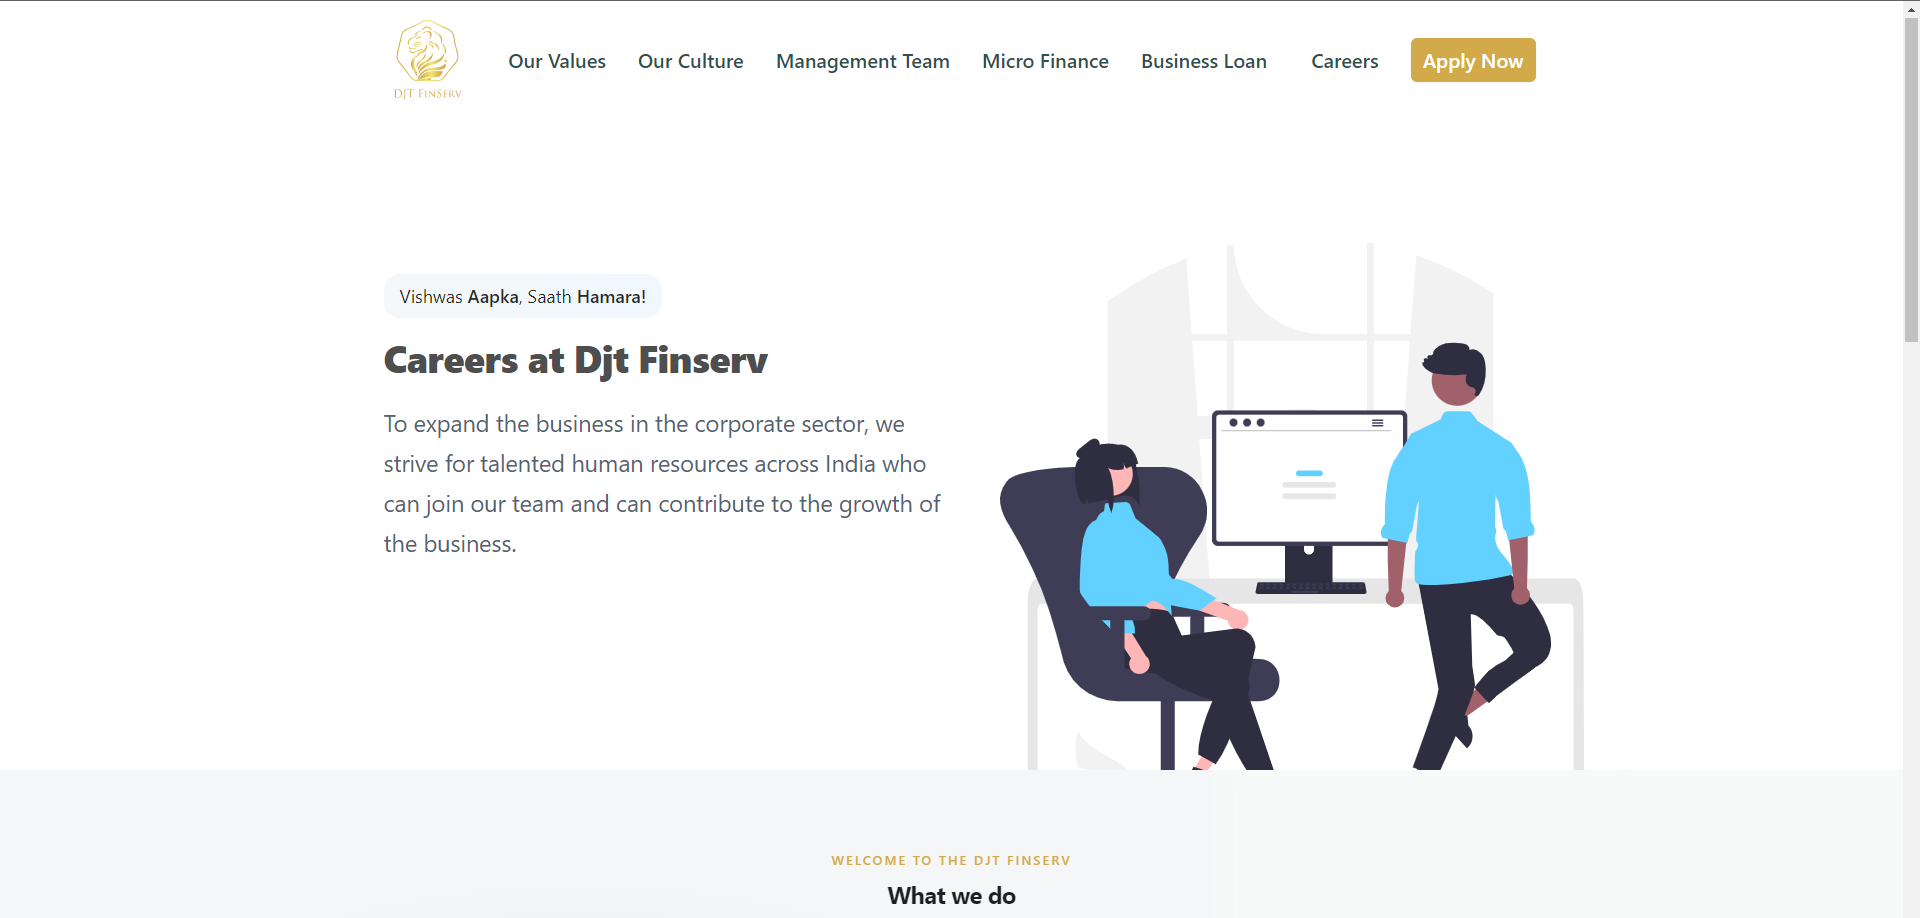 DJT FINSERV
Our Values
Our Culture
Management Team
Micro Finance
Business Loan
Careers
Apply Now
Vishwas Aapka, Saath Hamara!
Careers at Djt Finserv
To expand the business in the corporate sector, we
strive for talented human resources across India who
can join our team and can contribute to the growth of
the business.
WELCOME TO THE DJT FINSERV
What we do